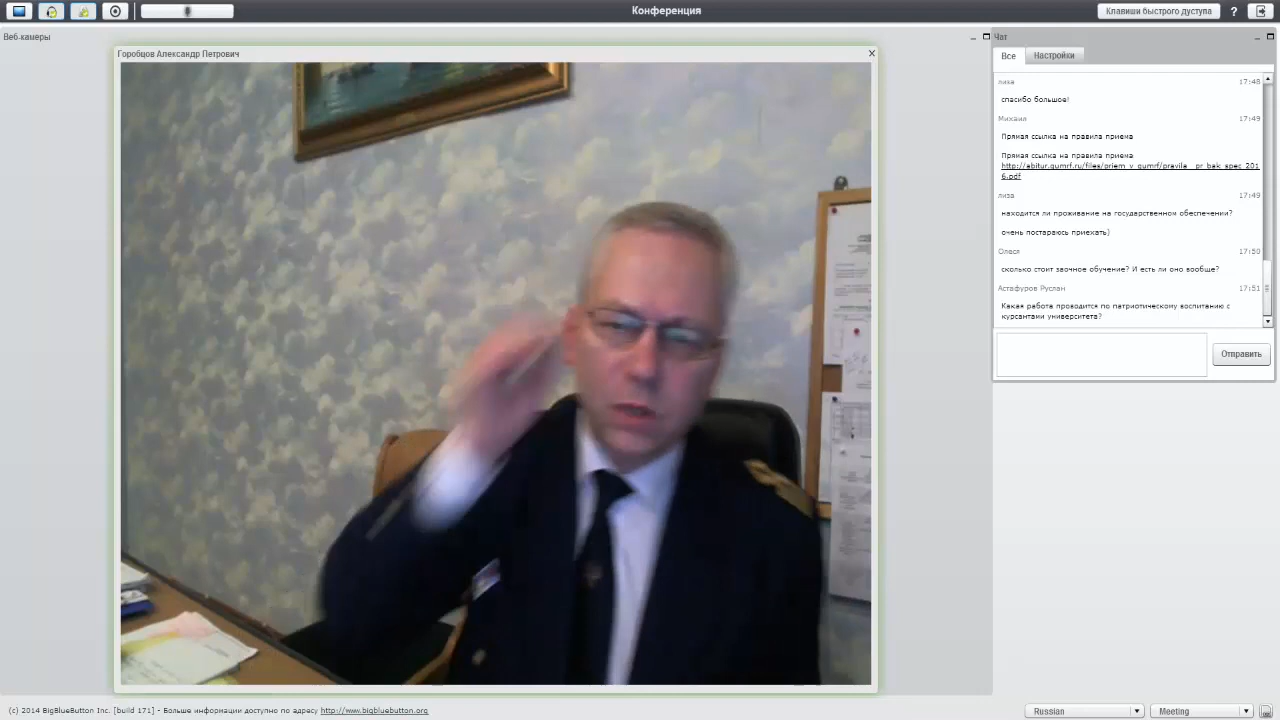 Конференция
Клавиши быстрого доступа
?
Веб-камеры
Горобцов Александр Петрович
Чат
Все
Настройки
лиза 17:48
спасибо большое!
Михаил 17:49
Прямая ссылка на правила приема
Прямая ссылка на правила приема
http://abitur.gumrf.ru/files/priem_v_gumrf/pravila__pr_bak_spec_201
6.pdf
лиза 17:49
находится ли проживание на государственном обеспечении?
очень постараюсь приехать)
Олеся 17:50
сколько стоит заочное обучение? И есть ли оно вообще?
Астафуров Руслан 17:51
Какая работа проводится по патриотическому воспитанию с
курсантами университета?
Отправить
(c) 2014 BigBlueButton Inc. [build 171] - Больше информации доступно по адресу http://www.bigbluebutton.org
Russian
Meeting